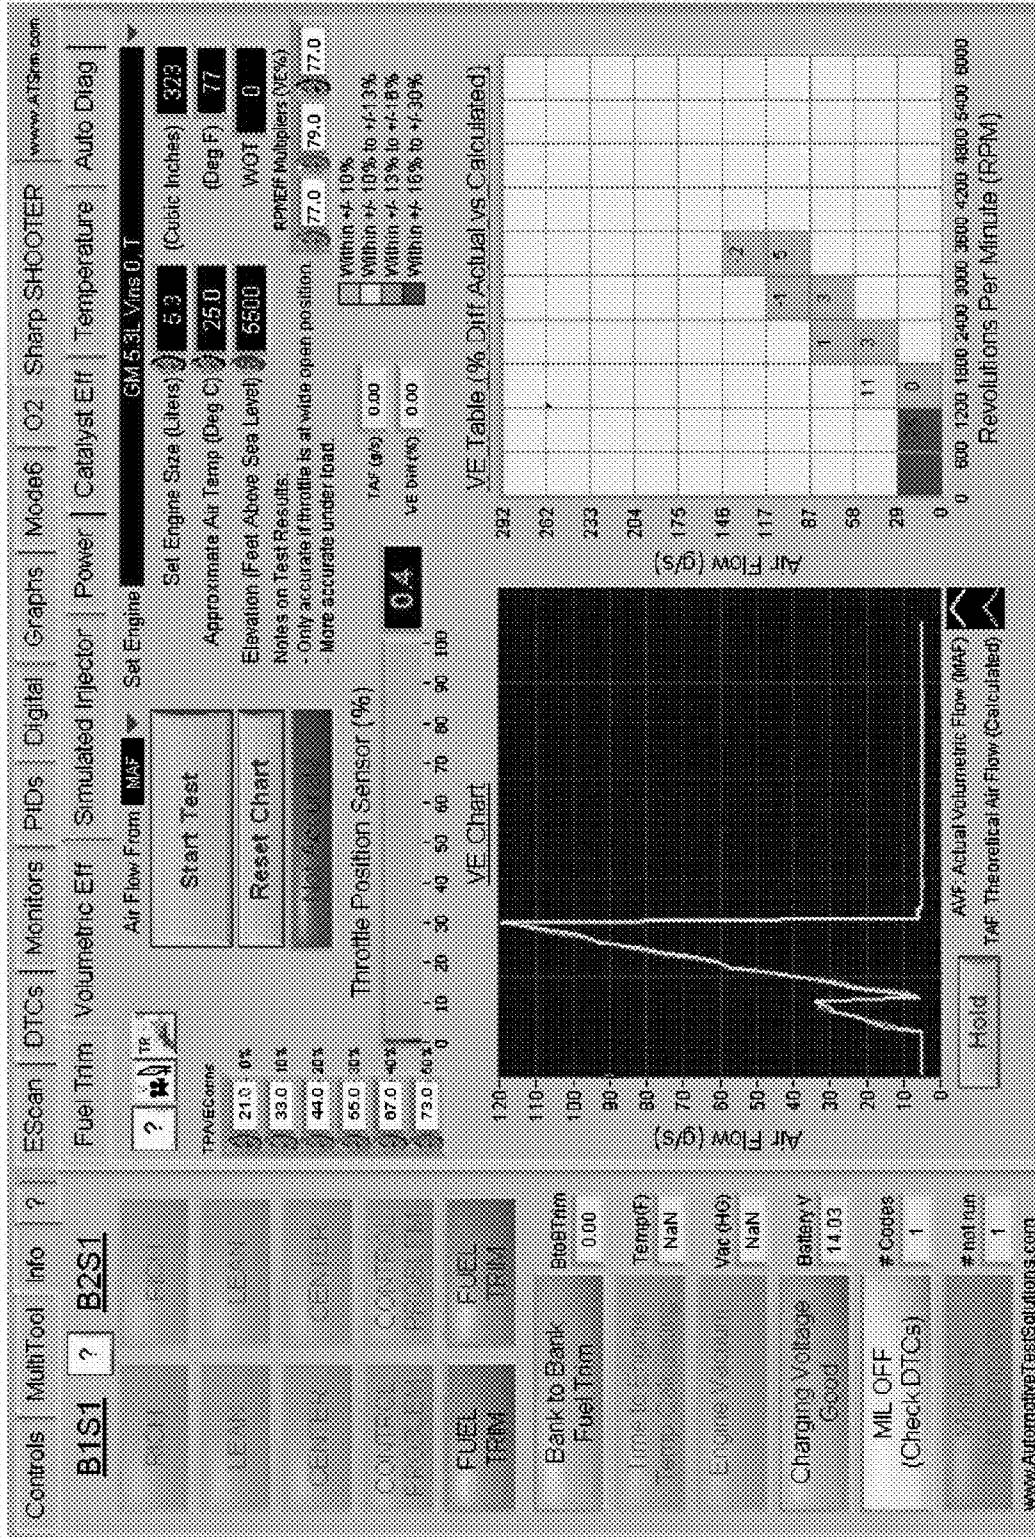 Controls | MultiTool | Info | ?
EScan | DTCs | Monitors | PIDs | Digital | Graphs | Mode6 | O2 | Sharp SHOOTER | www.ATSnm.com
B1S1 ? B2S1
FUEL TRIM
FUEL TRIM
Bank to Bank Fuel Trim
BtoBTrim
0.00
Temp(F)
NaN
Vac (HG)
NaN
Charging Voltage Good
Battery V
14.03
MIL OFF (Check DTCs)
# Codes
1
# not run
1
www.AutomotiveTestSolutions.com
Fuel Trim | Volumetric Eff | Simulated Injector | Power | Catalyst Eff | Temperature | Auto Diag
? TR
Air Flow From MAF
Set Engine GM 5.3L Vins 0, T
Start Test
Reset Chart
Set Engine Size (Liters) 5.3 (Cubic Inches) 323
Approximate Air Temp (Deg C) 25.0 (Deg F) 77
Elevation (Feet Above Sea Level) 5500 WOT 0
Notes on Test Results:
- Only accurate if throttle is at wide open position
- More accurate under load
RPM Eff Multipliers (VE%)
77.0 79.0 77.0
Within +/- 10%
Within +/- 10% to +/-13%
Within +/- 13% to +/-16%
Within +/- 16% to +/-30%
21.0 0%
33.0 10%
44.0 20%
55.0 30%
67.0 40%
73.0
Throttle Position Sensor (%)
0 10 20 30 40 50 60 70 80 90 100
0.4
TAF (g/s) 0.00
VE Diff (%) 0.00
VE Chart
Air Flow (g/s)
120
110
100
90
80
70
60
50
40
30
20
10
0
Hold
AVF Actual Volumetric Flow (MAF)
TAF Theoretical Air Flow (Calculated)
VE Table (% Diff Actual vs Calculated)
Air Flow (g/s)
292
262
233
204
175
146
117
87
58
29
0
-2
-1 5
1
11 3
0
0 600 1200 1800 2400 3000 3600 4200 4800 5400 6000
Revolutions Per Minute (RPM)